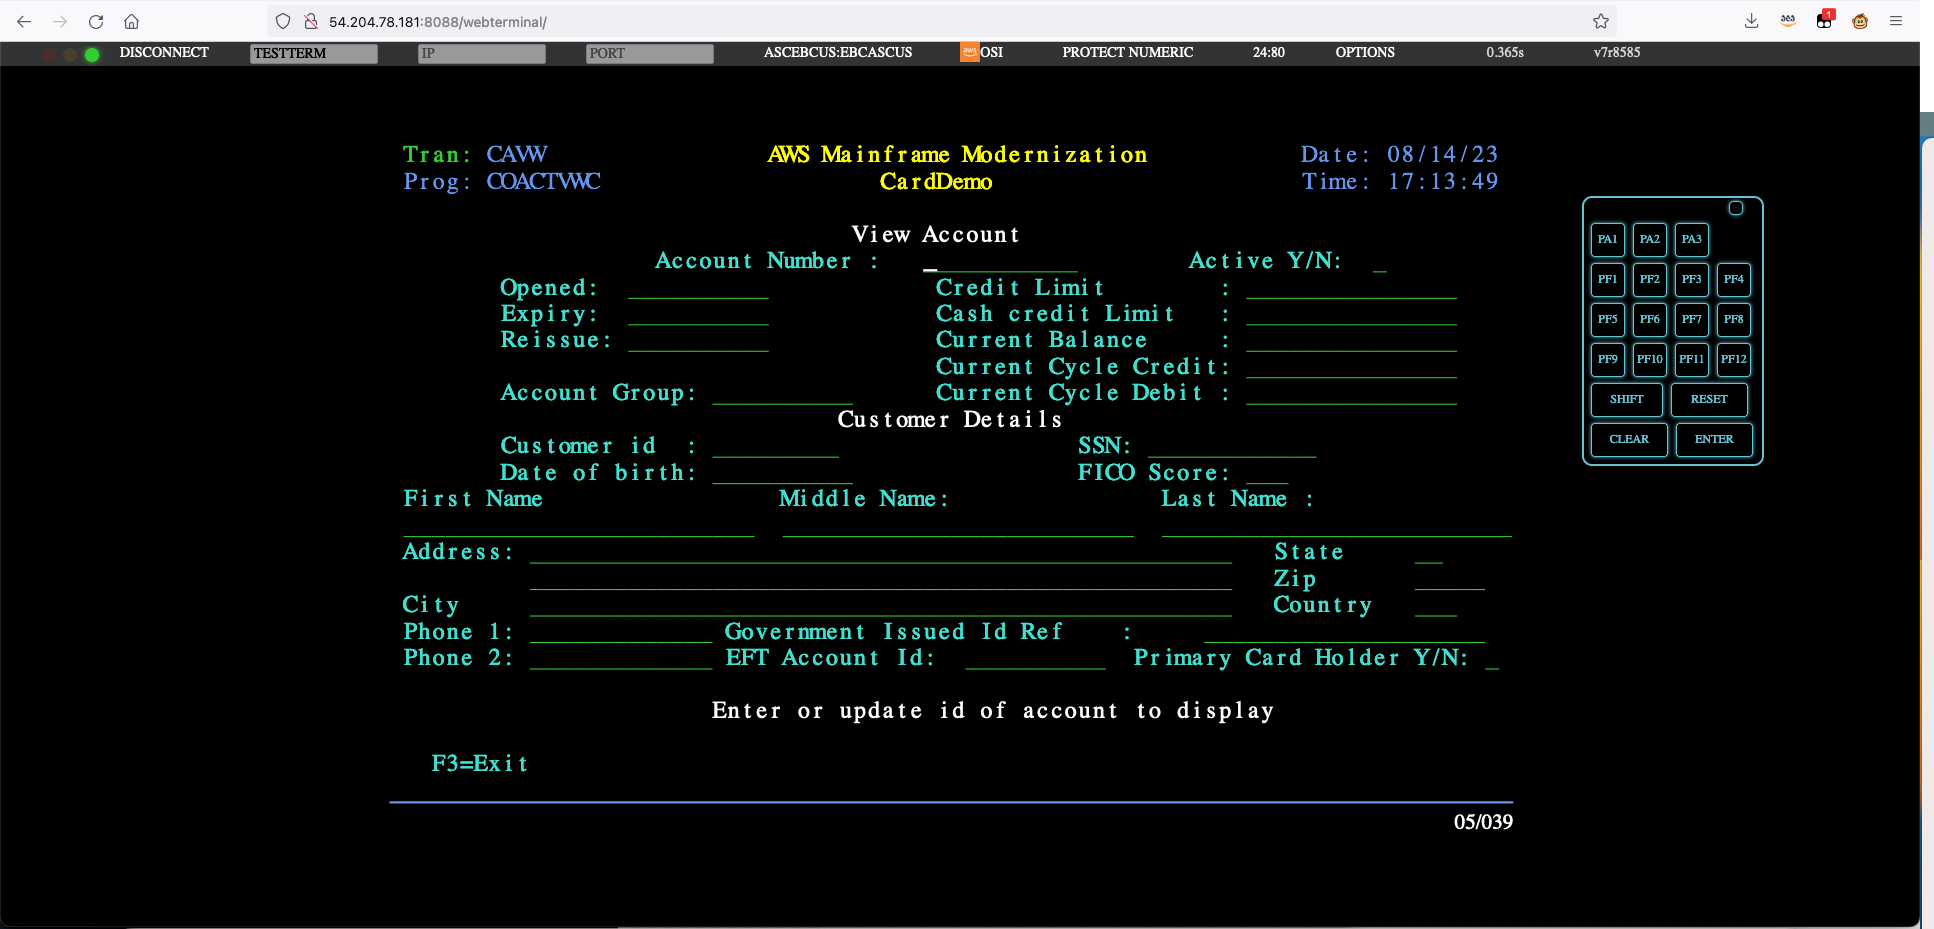 54.204.78.181:8088/webterminal/
1
DISCONNECT TESTTERM IP PORT ASCEBCUS:EBCASCUS aws OSI PROTECT NUMERIC 24:80 OPTIONS 0.365s v7r8585
Tran: CAVW AWS Mainframe Modernization Date: 08/14/23
Prog: COACTVWC CardDemo Time: 17:13:49
View Account
Account Number : Active Y/N:
Opened: Credit Limit :
Expiry: Cash credit Limit :
Reissue: Current Balance :
Current Cycle Credit:
Account Group: Current Cycle Debit :
Customer Details
Customer id : SSN:
Date of birth: FICO Score:
First Name Middle Name: Last Name :
Address: State
Zip
City Country
Phone 1: Government Issued Id Ref :
Phone 2: EFT Account Id: Primary Card Holder Y/N:
Enter or update id of account to display
F3=Exit
05/039
PA1 PA2 PA3
PF1 PF2 PF3 PF4
PF5 PF6 PF7 PF8
PF9 PF10 PF11 PF12
SHIFT RESET
CLEAR ENTER